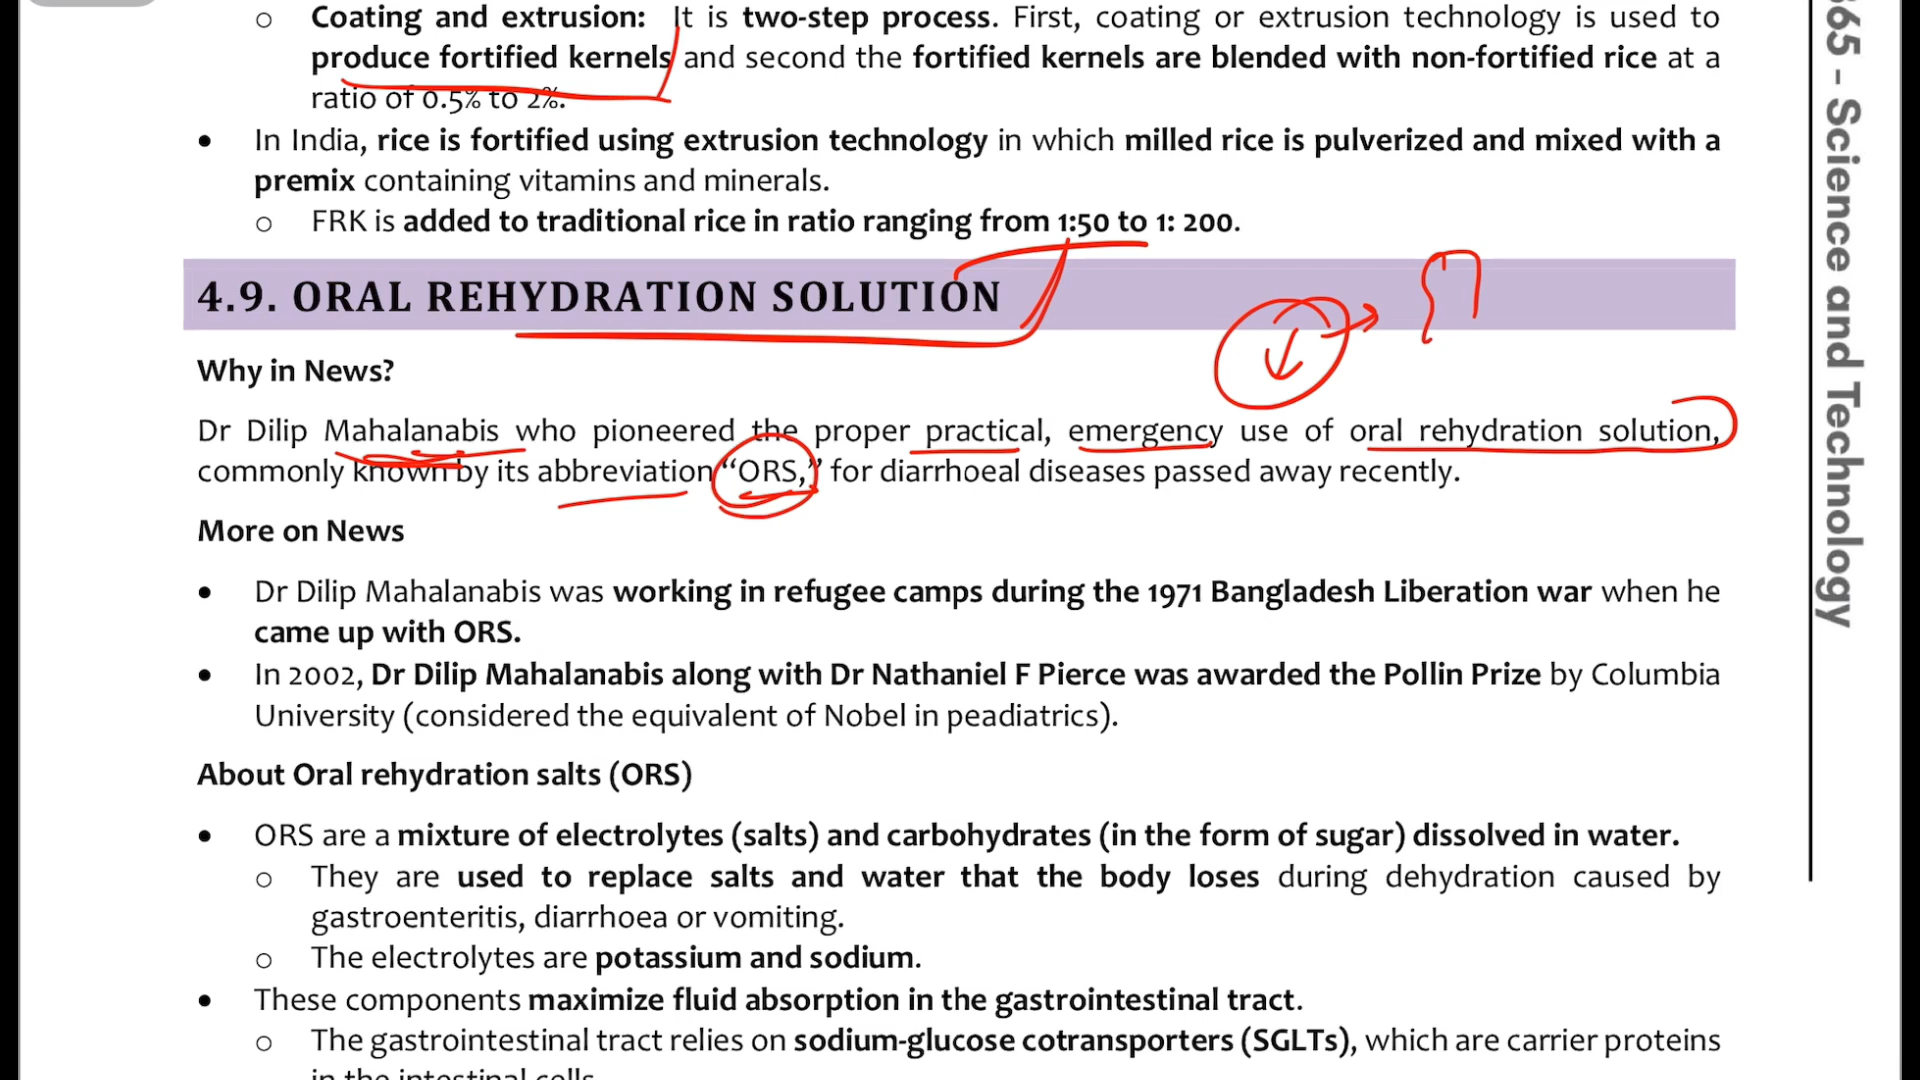 ○ Coating and extrusion: It is two-step process. First, coating or extrusion technology is used to
produce fortified kernels and second the fortified kernels are blended with non-fortified rice at a
ratio of 0.5% to 2%.
• In India, rice is fortified using extrusion technology in which milled rice is pulverized and mixed with a
premix containing vitamins and minerals.
○ FRK is added to traditional rice in ratio ranging from 1:50 to 1: 200.
4.9. ORAL REHYDRATION SOLUTION
Why in News?
Dr Dilip Mahalanabis who pioneered the proper practical, emergency use of oral rehydration solution,
commonly known by its abbreviation “ORS,” for diarrhoeal diseases passed away recently.
More on News
• Dr Dilip Mahalanabis was working in refugee camps during the 1971 Bangladesh Liberation war when he
came up with ORS.
• In 2002, Dr Dilip Mahalanabis along with Dr Nathaniel F Pierce was awarded the Pollin Prize by Columbia
University (considered the equivalent of Nobel in peadiatrics).
About Oral rehydration salts (ORS)
• ORS are a mixture of electrolytes (salts) and carbohydrates (in the form of sugar) dissolved in water.
○ They are used to replace salts and water that the body loses during dehydration caused by
gastroenteritis, diarrhoea or vomiting.
○ The electrolytes are potassium and sodium.
• These components maximize fluid absorption in the gastrointestinal tract.
○ The gastrointestinal tract relies on sodium-glucose cotransporters (SGLTs), which are carrier proteins
in the intestinal cells
365 - Science and Technology